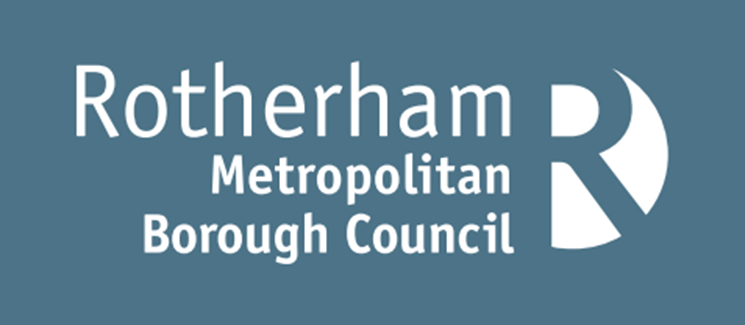 Rotherham
Metropolitan
Borough Council
R